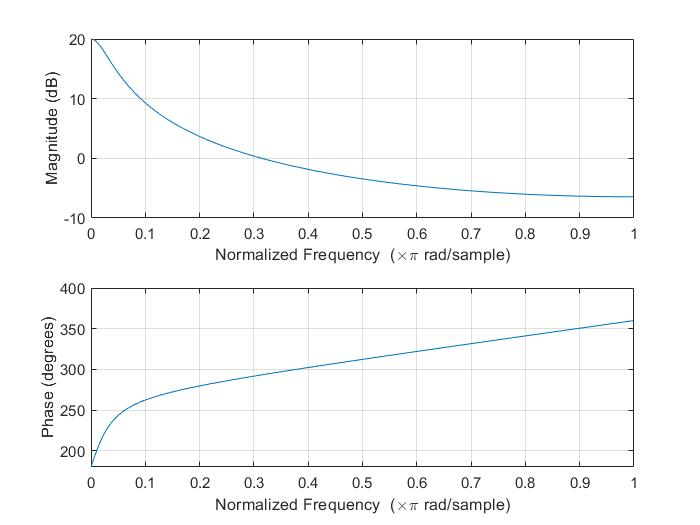 20
10
0
-10
Magnitude (dB)
0 0.1 0.2 0.3 0.4 0.5 0.6 0.7 0.8 0.9 1
Normalized Frequency (×π rad/sample)
400
350
300
250
200
Phase (degrees)
0 0.1 0.2 0.3 0.4 0.5 0.6 0.7 0.8 0.9 1
Normalized Frequency (×π rad/sample)